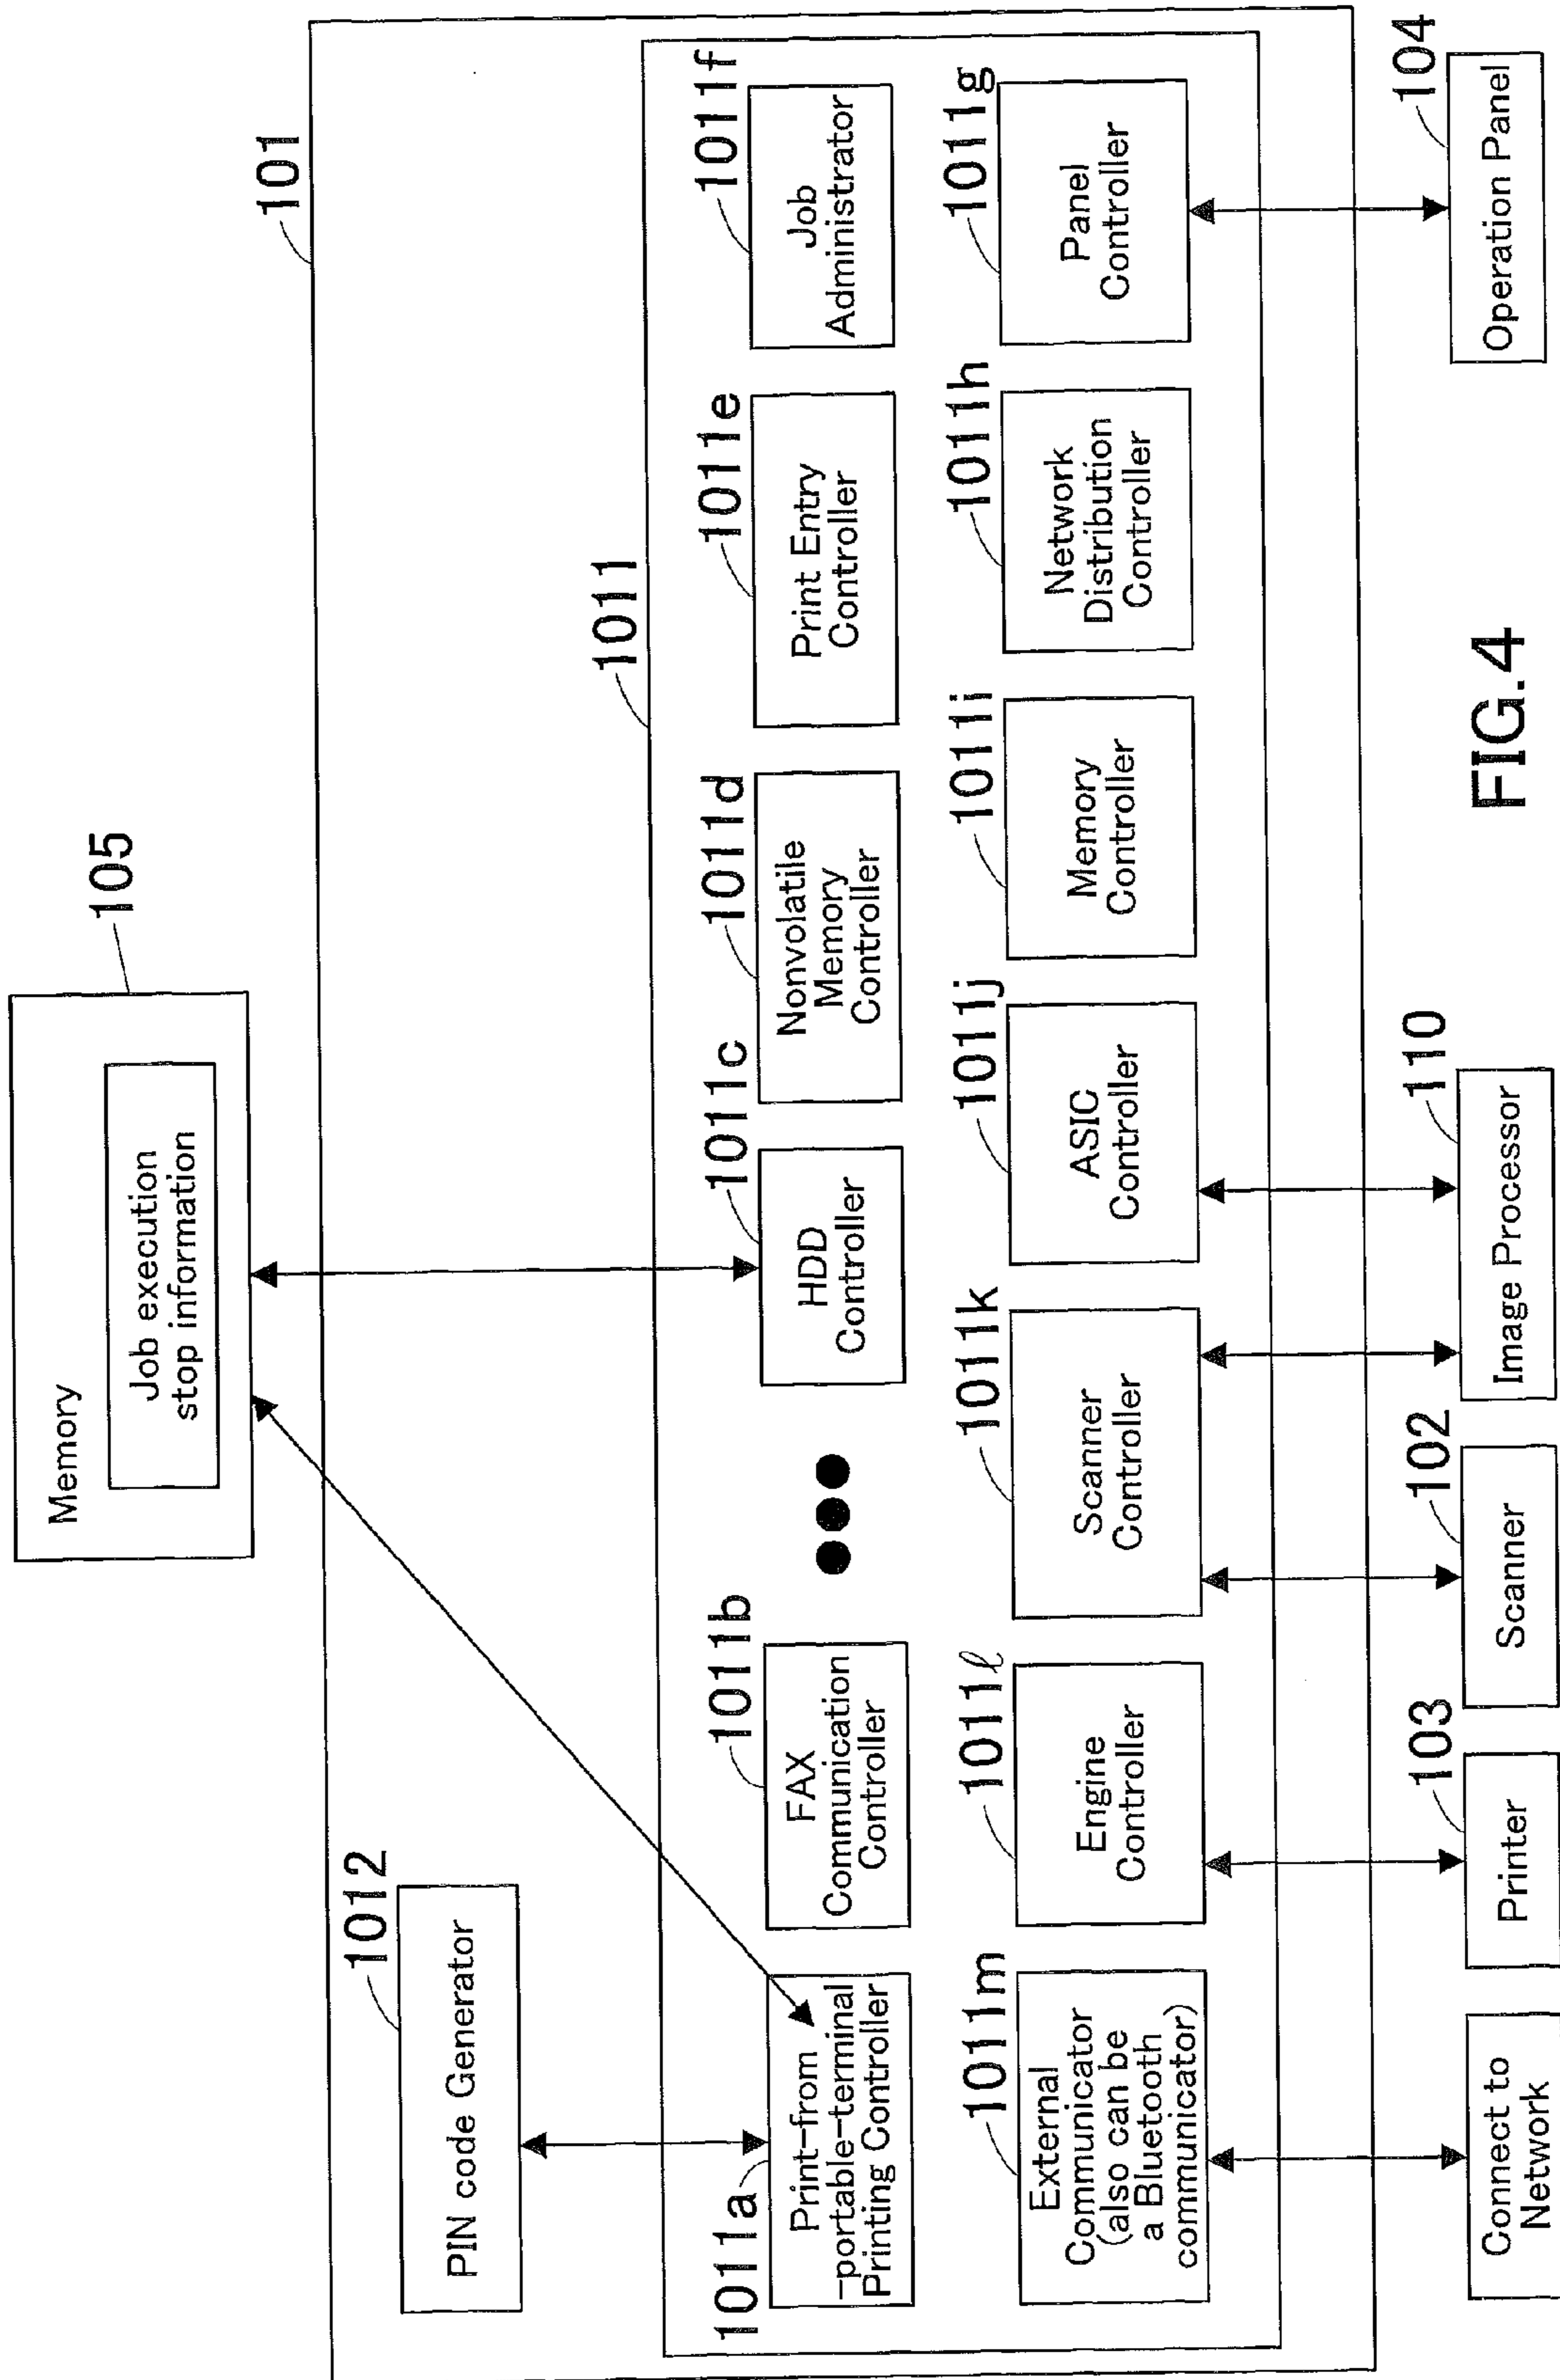 Memory
Job execution
stop information
105
101
1012
PIN code Generator
1011
1011a
Print-from
-portable-terminal
Printing Controller
1011b
FAX
Communication
Controller
1011c
HDD
Controller
1011d
Nonvolatile
Memory
Controller
1011e
Print Entry
Controller
1011f
Job
Administrator
1011m
External
Communicator
(also can be
a Bluetooth
communicator)
1011ℓ
Engine
Controller
1011k
Scanner
Controller
1011j
ASIC
Controller
1011i
Memory
Controller
1011h
Network
Distribution
Controller
1011g
Panel
Controller
Connect to
Network
103
Printer
102
Scanner
110
Image Processor
104
Operation Panel
FIG.4